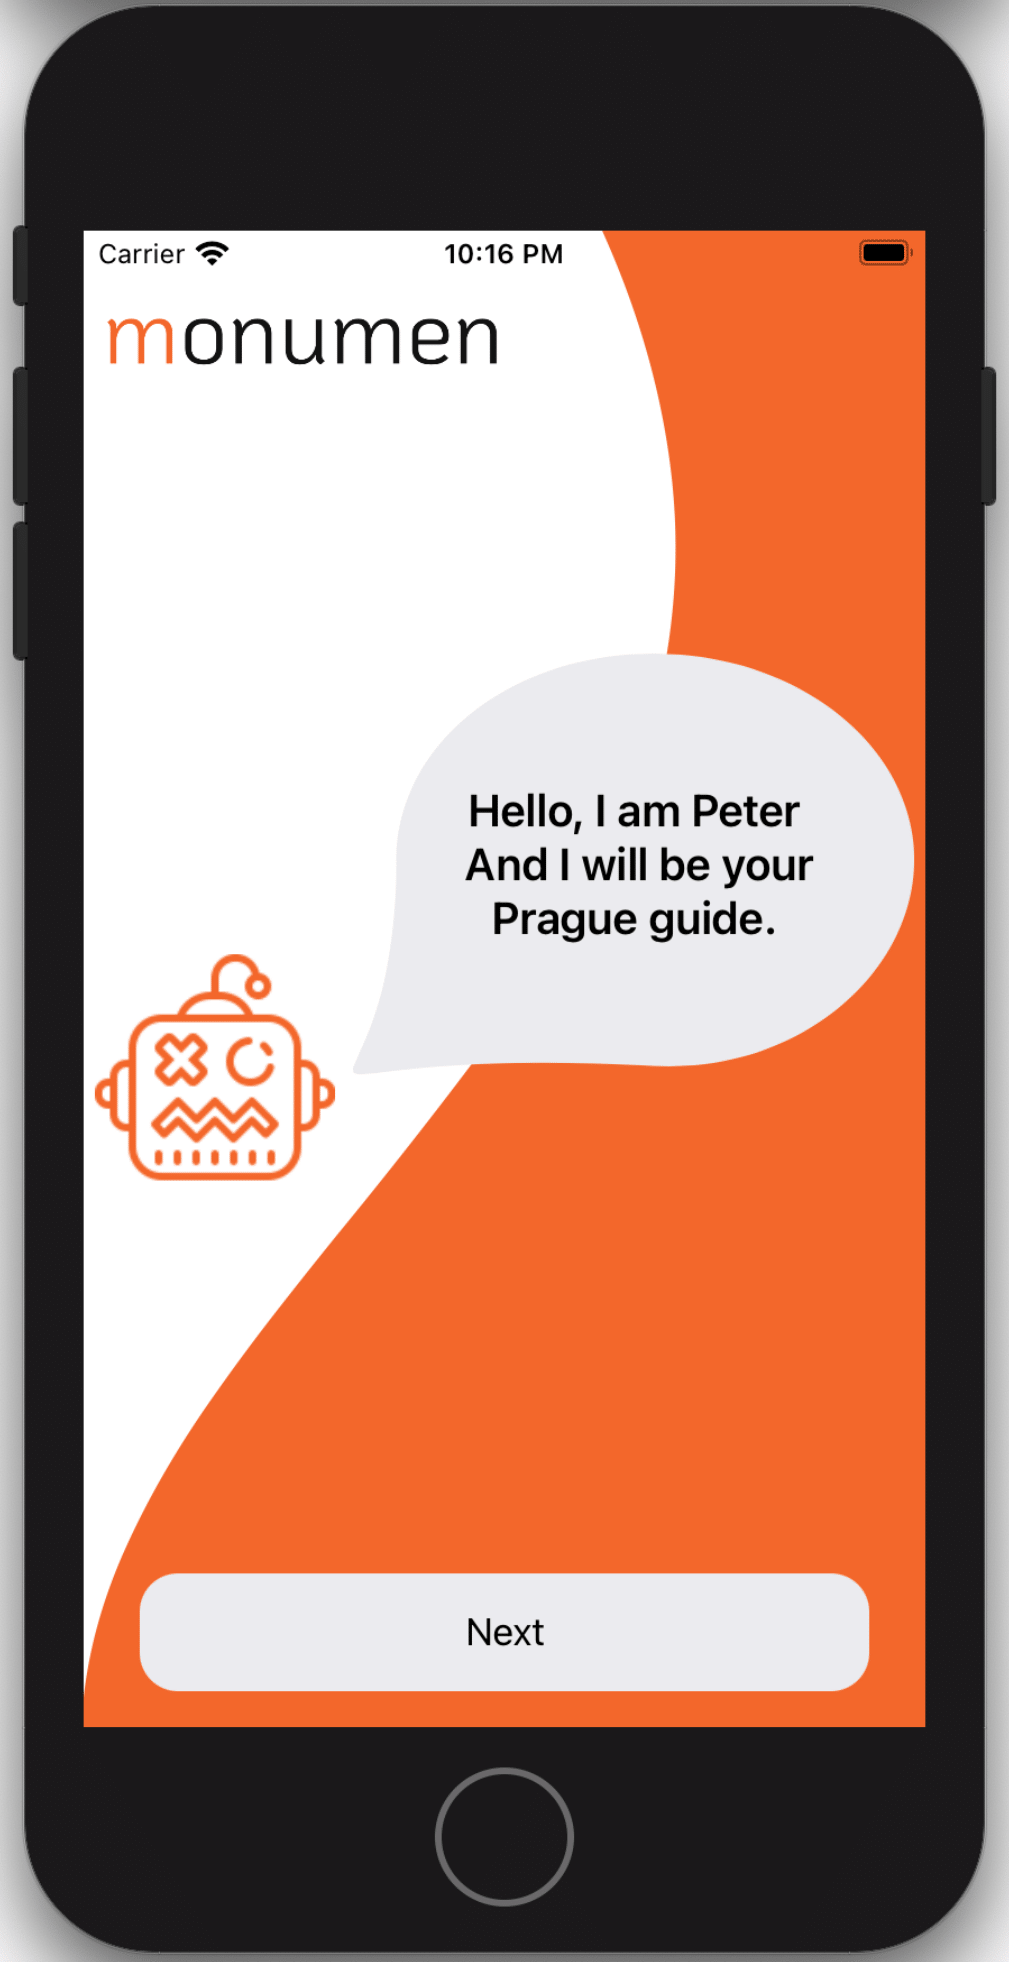 Carrier 10:16 PM
monumen
Hello, I am Peter
And I will be your
Prague guide.
Next